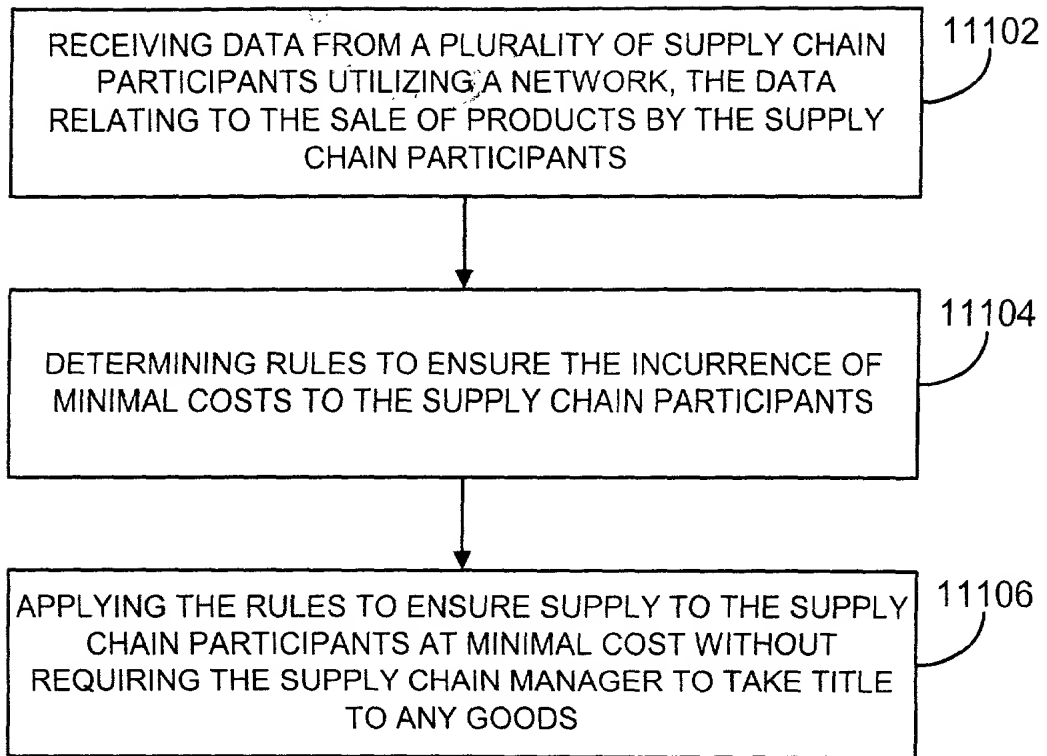 RECEIVING DATA FROM A PLURALITY OF SUPPLY CHAIN
PARTICIPANTS UTILIZING A NETWORK, THE DATA
RELATING TO THE SALE OF PRODUCTS BY THE SUPPLY
CHAIN PARTICIPANTS
11102
DETERMINING RULES TO ENSURE THE INCURRENCE OF
MINIMAL COSTS TO THE SUPPLY CHAIN PARTICIPANTS
11104
APPLYING THE RULES TO ENSURE SUPPLY TO THE SUPPLY
CHAIN PARTICIPANTS AT MINIMAL COST WITHOUT
REQUIRING THE SUPPLY CHAIN MANAGER TO TAKE TITLE
TO ANY GOODS
11106